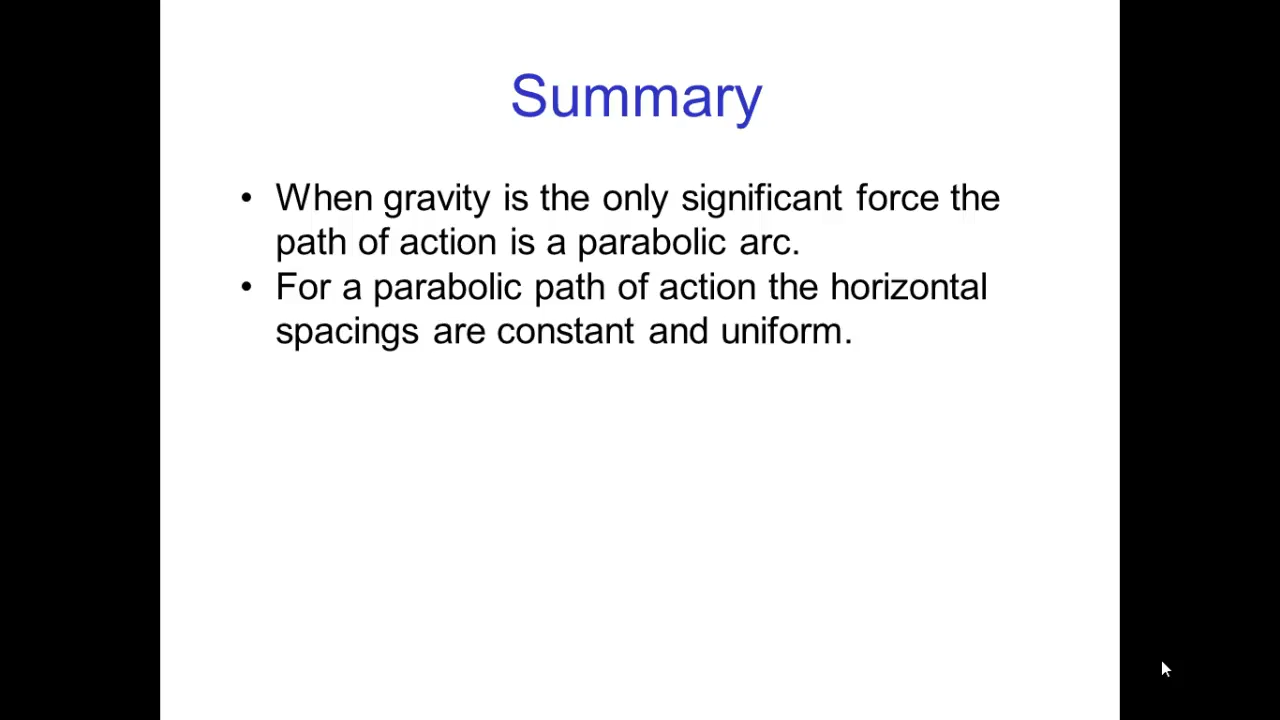 Summary
• When gravity is the only significant force the
path of action is a parabolic arc.
• For a parabolic path of action the horizontal
spacings are constant and uniform.